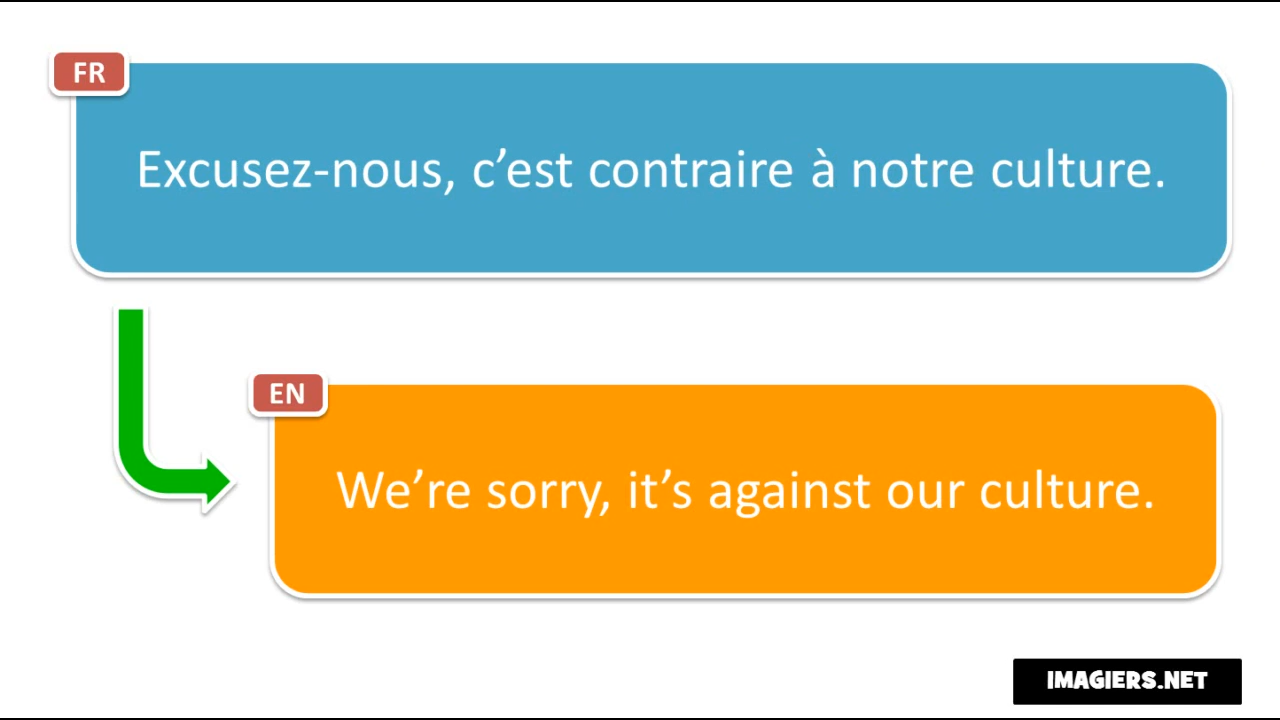 FR
Excusez-nous, c’est contraire à notre culture.
EN
We’re sorry, it’s against our culture.
IMAGIERS.NET